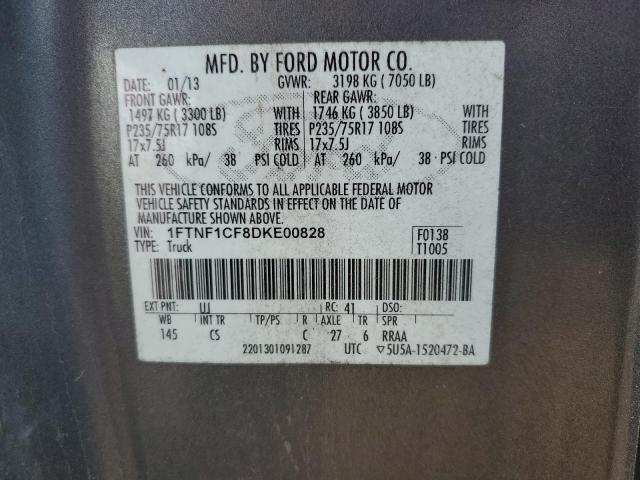 MFD. BY FORD MOTOR CO.
DATE: 01/13 GVWR: 3198 KG ( 7050 LB)
FRONT GAWR: REAR GAWR:
1497 KG ( 3300 LB) WITH 1746 KG ( 3850 LB) WITH
P235/75R17 108S TIRES P235/75R17 108S TIRES
17x7.5J RIMS 17x7.5J RIMS
AT 260 kPa/ 38 PSI COLD AT 260 kPa/ 38 PSI COLD
THIS VEHICLE CONFORMS TO ALL APPLICABLE FEDERAL MOTOR
VEHICLE SAFETY STANDARDS IN EFFECT ON THE DATE OF
MANUFACTURE SHOWN ABOVE.
VIN: 1FTNF1CF8DKE00828 F0138
TYPE: Truck T1005
EXT PNT: UJ RC: 41 DSO:
WB INT TR TP/PS R AXLE TR SPR
145 CS C 27 6 RRAA
2201301091287 UTC ▽5U5A-1520472-BA
Ford